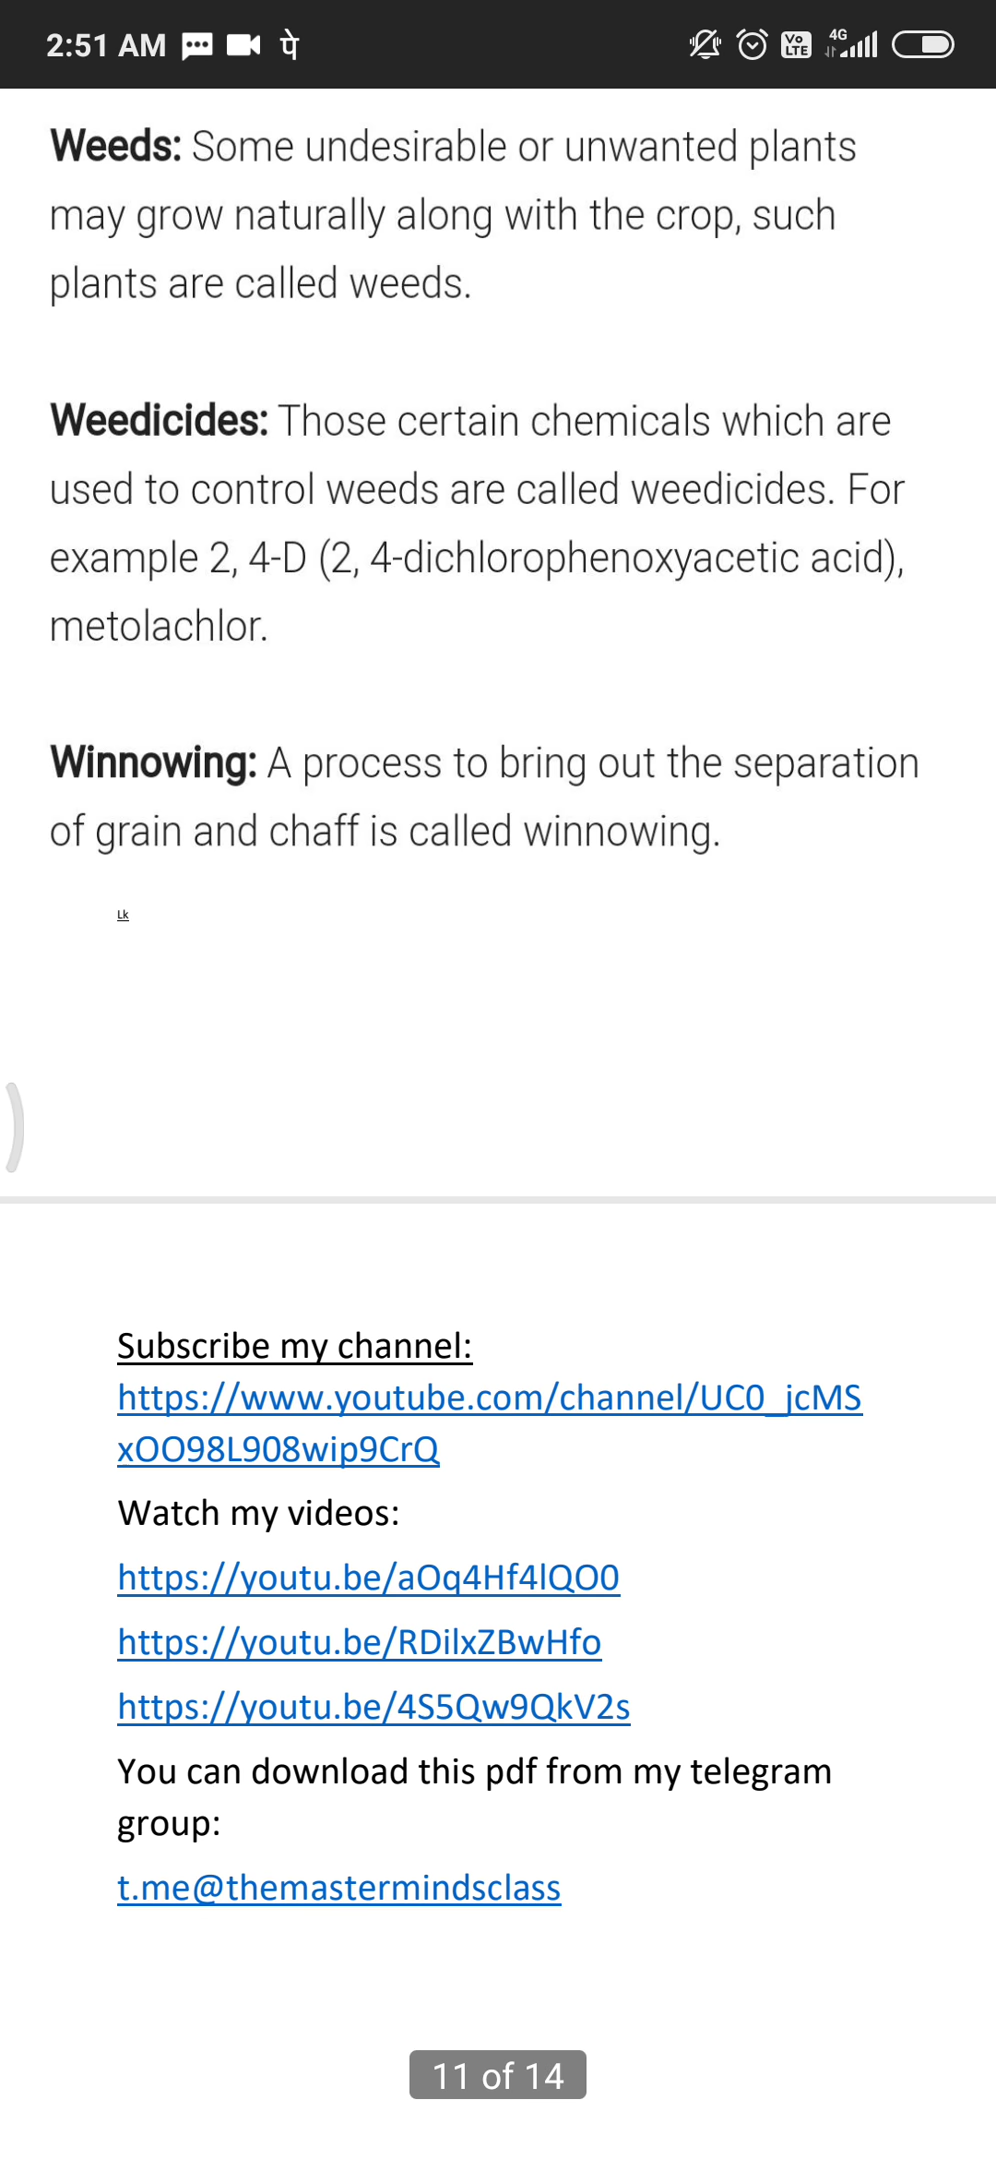 2:51 AM पे Vo LTE 4G
Weeds: Some undesirable or unwanted plants
may grow naturally along with the crop, such
plants are called weeds.
Weedicides: Those certain chemicals which are
used to control weeds are called weedicides. For
example 2, 4-D (2, 4-dichlorophenoxyacetic acid),
metolachlor.
Winnowing: A process to bring out the separation
of grain and chaff is called winnowing.
Lk
Subscribe my channel:
https://www.youtube.com/channel/UC0_jcMS
xOO98L908wip9CrQ
Watch my videos:
https://youtu.be/aOq4Hf4lQO0
https://youtu.be/RDilxZBwHfo
https://youtu.be/4S5Qw9QkV2s
You can download this pdf from my telegram
group:
t.me@themastermindsclass
11 of 14